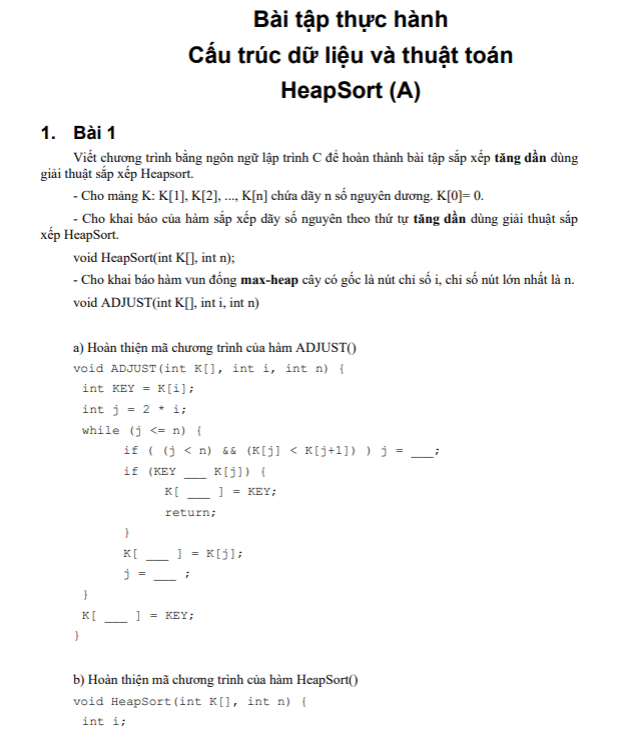 Bài tập thực hành
Cấu trúc dữ liệu và thuật toán
HeapSort (A)
1. Bài 1
Viết chương trình bằng ngôn ngữ lập trình C để hoàn thành bài tập sắp xếp tăng dần dùng
giải thuật sắp xếp Heapsort.
- Cho mảng K: K[1], K[2], ..., K[n] chứa dãy n số nguyên dương. K[0]= 0.
- Cho khai báo của hàm sắp xếp dãy số nguyên theo thứ tự tăng dần dùng giải thuật sắp
xếp HeapSort.
void HeapSort(int K[], int n);
- Cho khai báo hàm vun đống max-heap cây có gốc là nút chỉ số i, chỉ số nút lớn nhất là n.
void ADJUST(int K[], int i, int n)
a) Hoàn thiện mã chương trình của hàm ADJUST()
void ADJUST(int K[], int i, int n) {
int KEY = K[i];
int j = 2 * i;
while (j <= n) {
if ( (j < n) && (K[j] < K[j+1]) ) j = ___;
if (KEY ___ K[j]) {
K[ ___ ] = KEY;
return;
}
K[ ___ ] = K[j];
j = ___ ;
}
K[ ___ ] = KEY;
}
b) Hoàn thiện mã chương trình của hàm HeapSort()
void HeapSort(int K[], int n) {
int i;